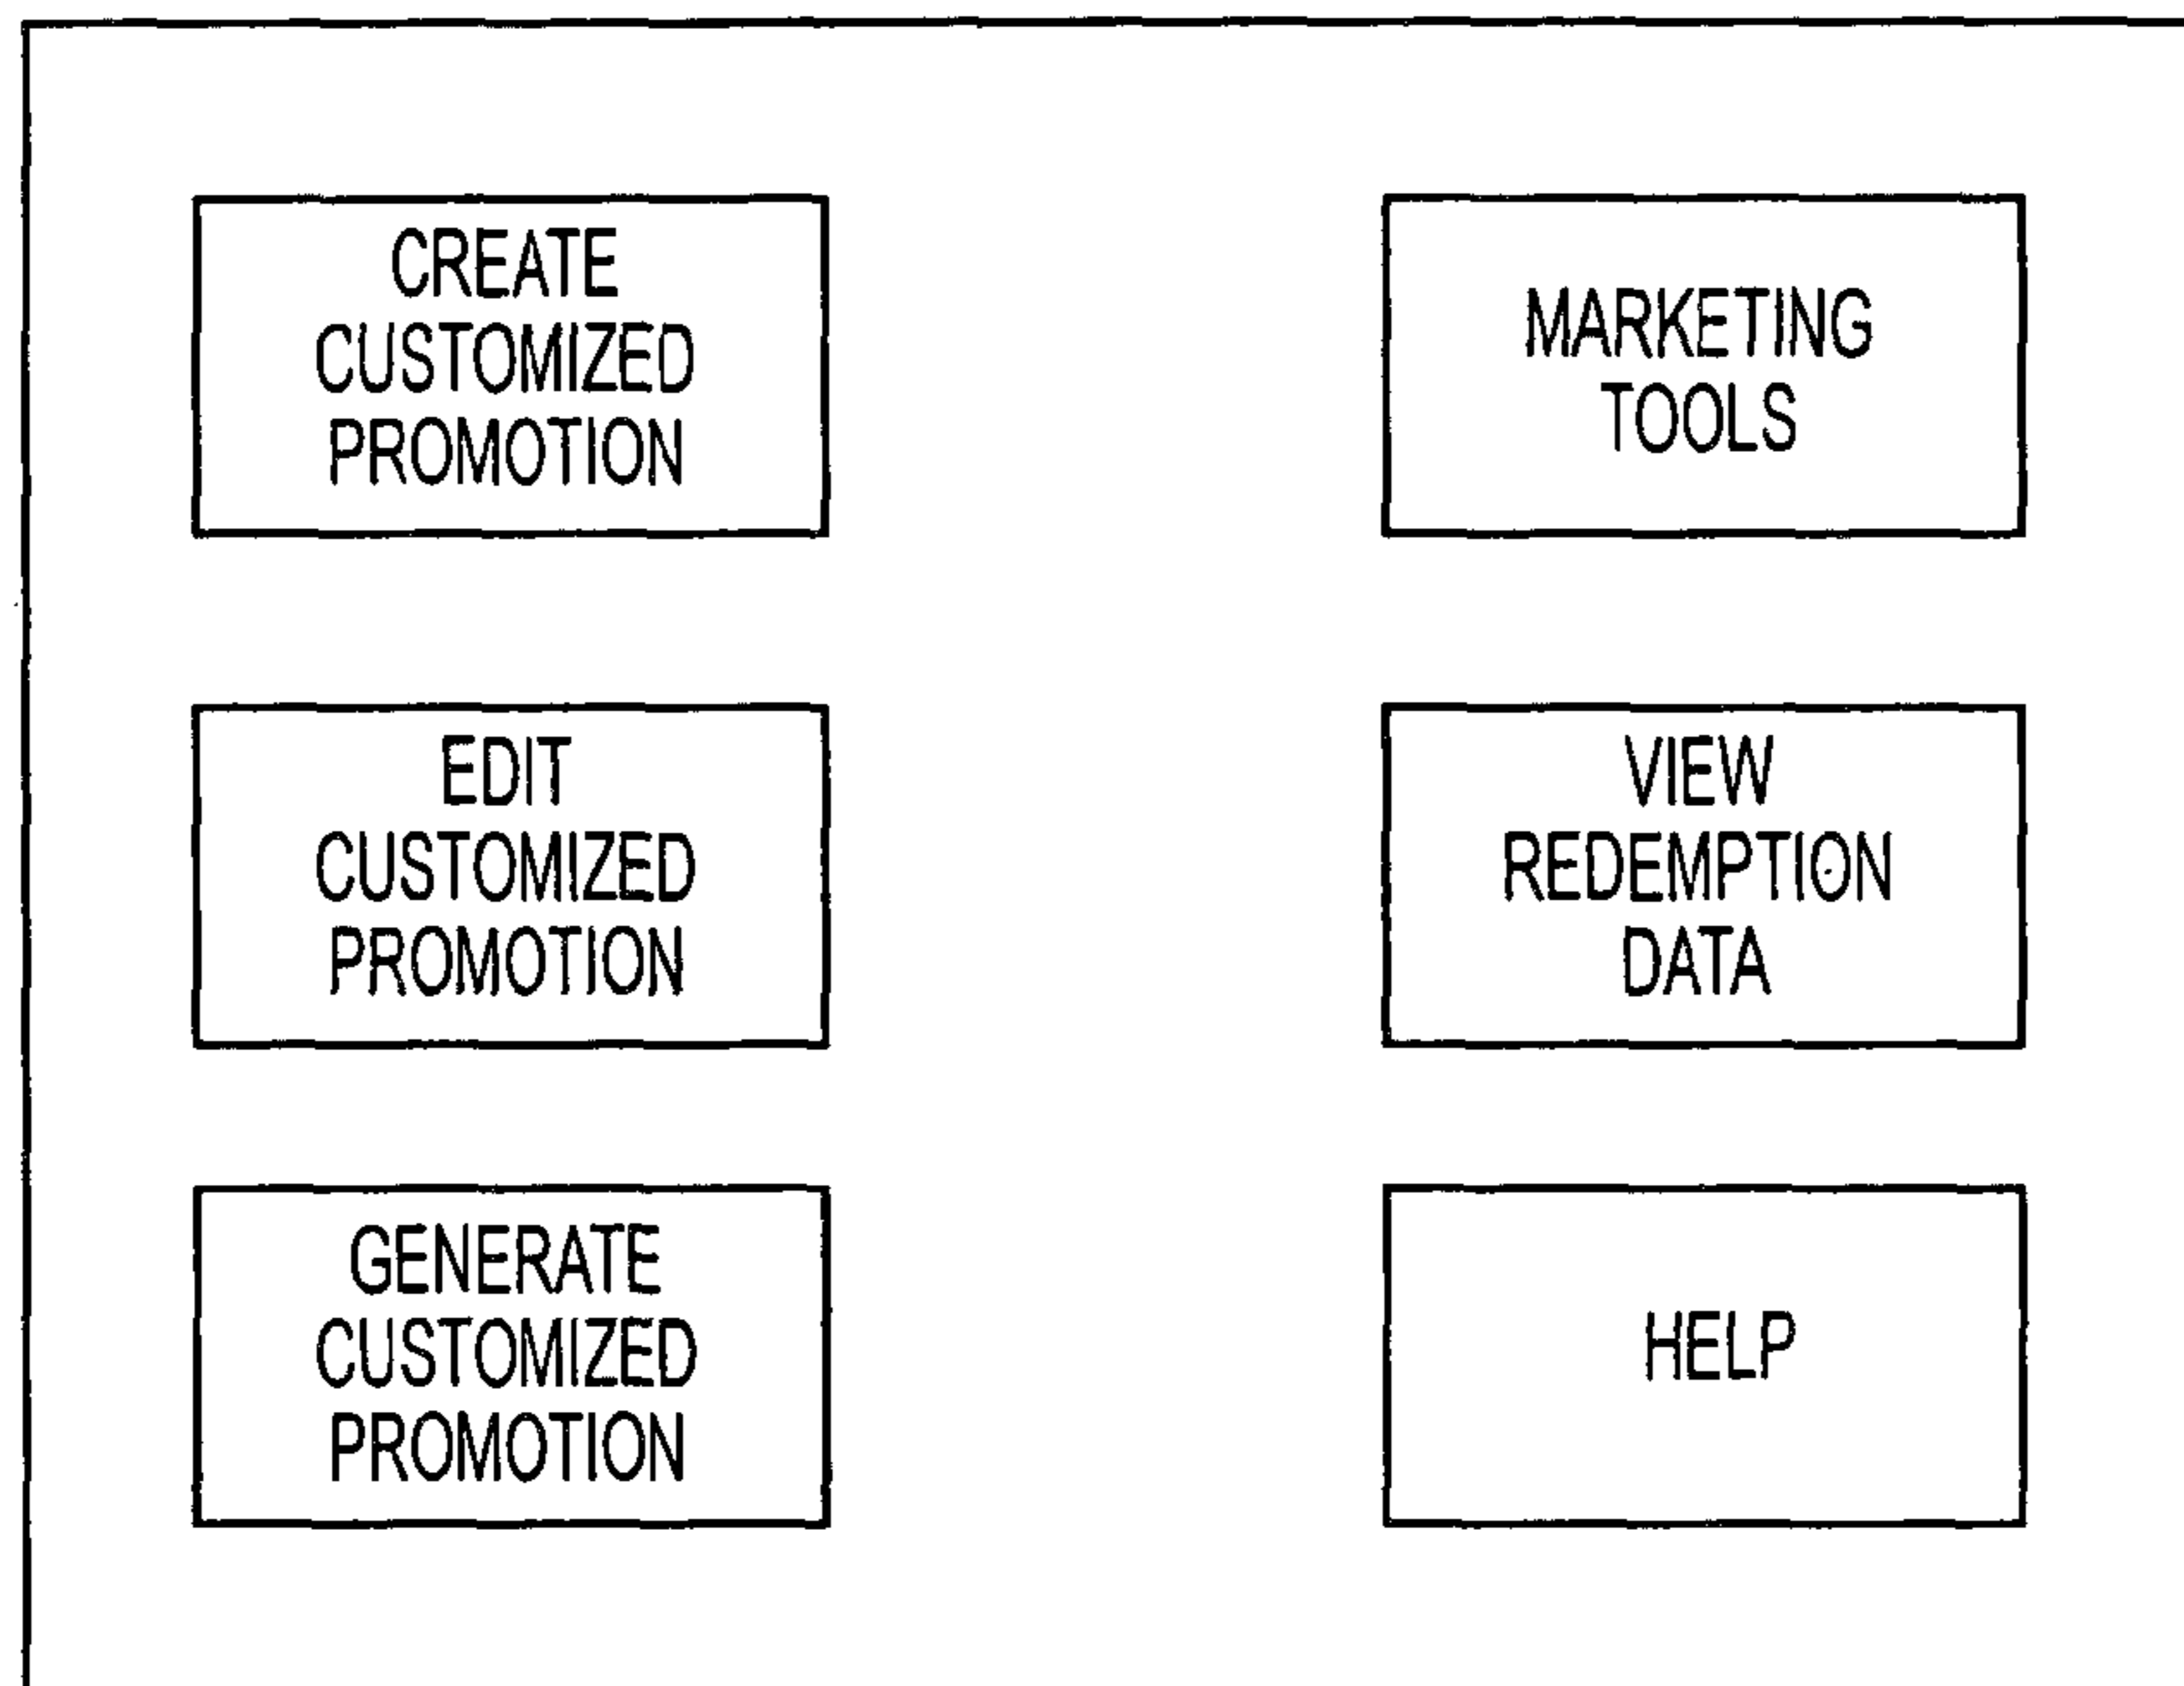 CREATE
CUSTOMIZED
PROMOTION
MARKETING
TOOLS
EDIT
CUSTOMIZED
PROMOTION
VIEW
REDEMPTION
DATA
GENERATE
CUSTOMIZED
PROMOTION
HELP